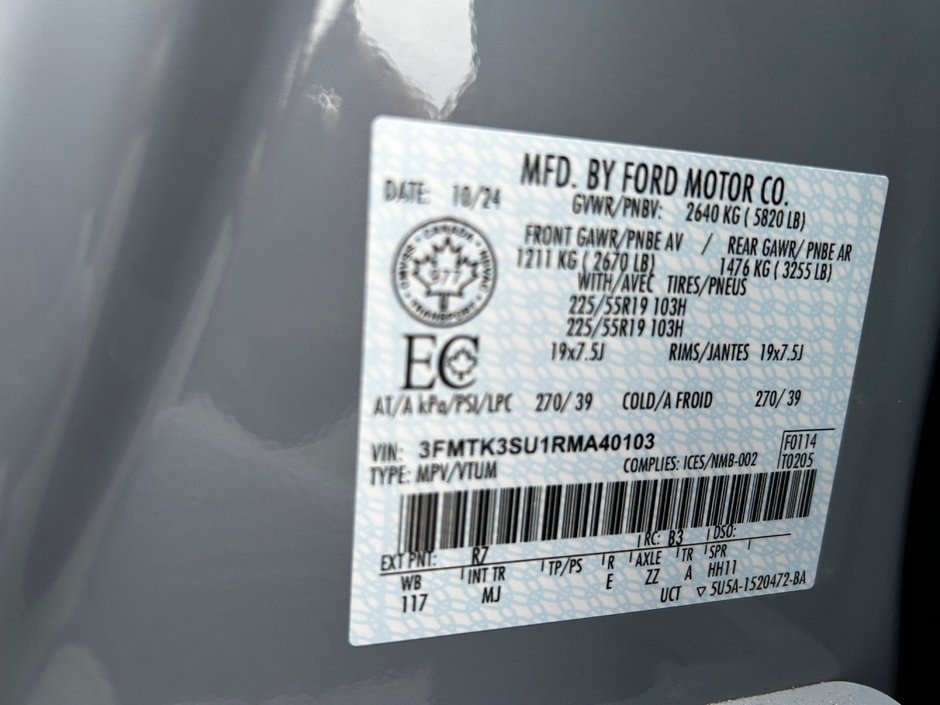 MFD. BY FORD MOTOR CO.
DATE: 10/24
GVWR/PNBV: 2640 KG ( 5820 LB)
FRONT GAWR/PNBE AV / REAR GAWR/ PNBE AR
1211 KG ( 2670 LB) 1476 KG ( 3255 LB)
WITH/AVEC TIRES/PNEUS
225/55R19 103H
225/55R19 103H
19x7.5J RIMS/JANTES 19x7.5J
CANADA
977
TRANSPORT
EC
AT/A kPa/PSI/LPC 270/ 39 COLD/A FROID 270/ 39
VIN: 3FMTK3SU1RMA40103
F0114
TYPE: MPV/VTUM COMPLIES: ICES/NMB-002
T0205
EXT PNT: RZ RC: B3 DSO:
WB INT TR TP/PS R AXLE TR SPR
117 MJ E ZZ A HH11
UCT ▽ 5U5A-1520472-BA